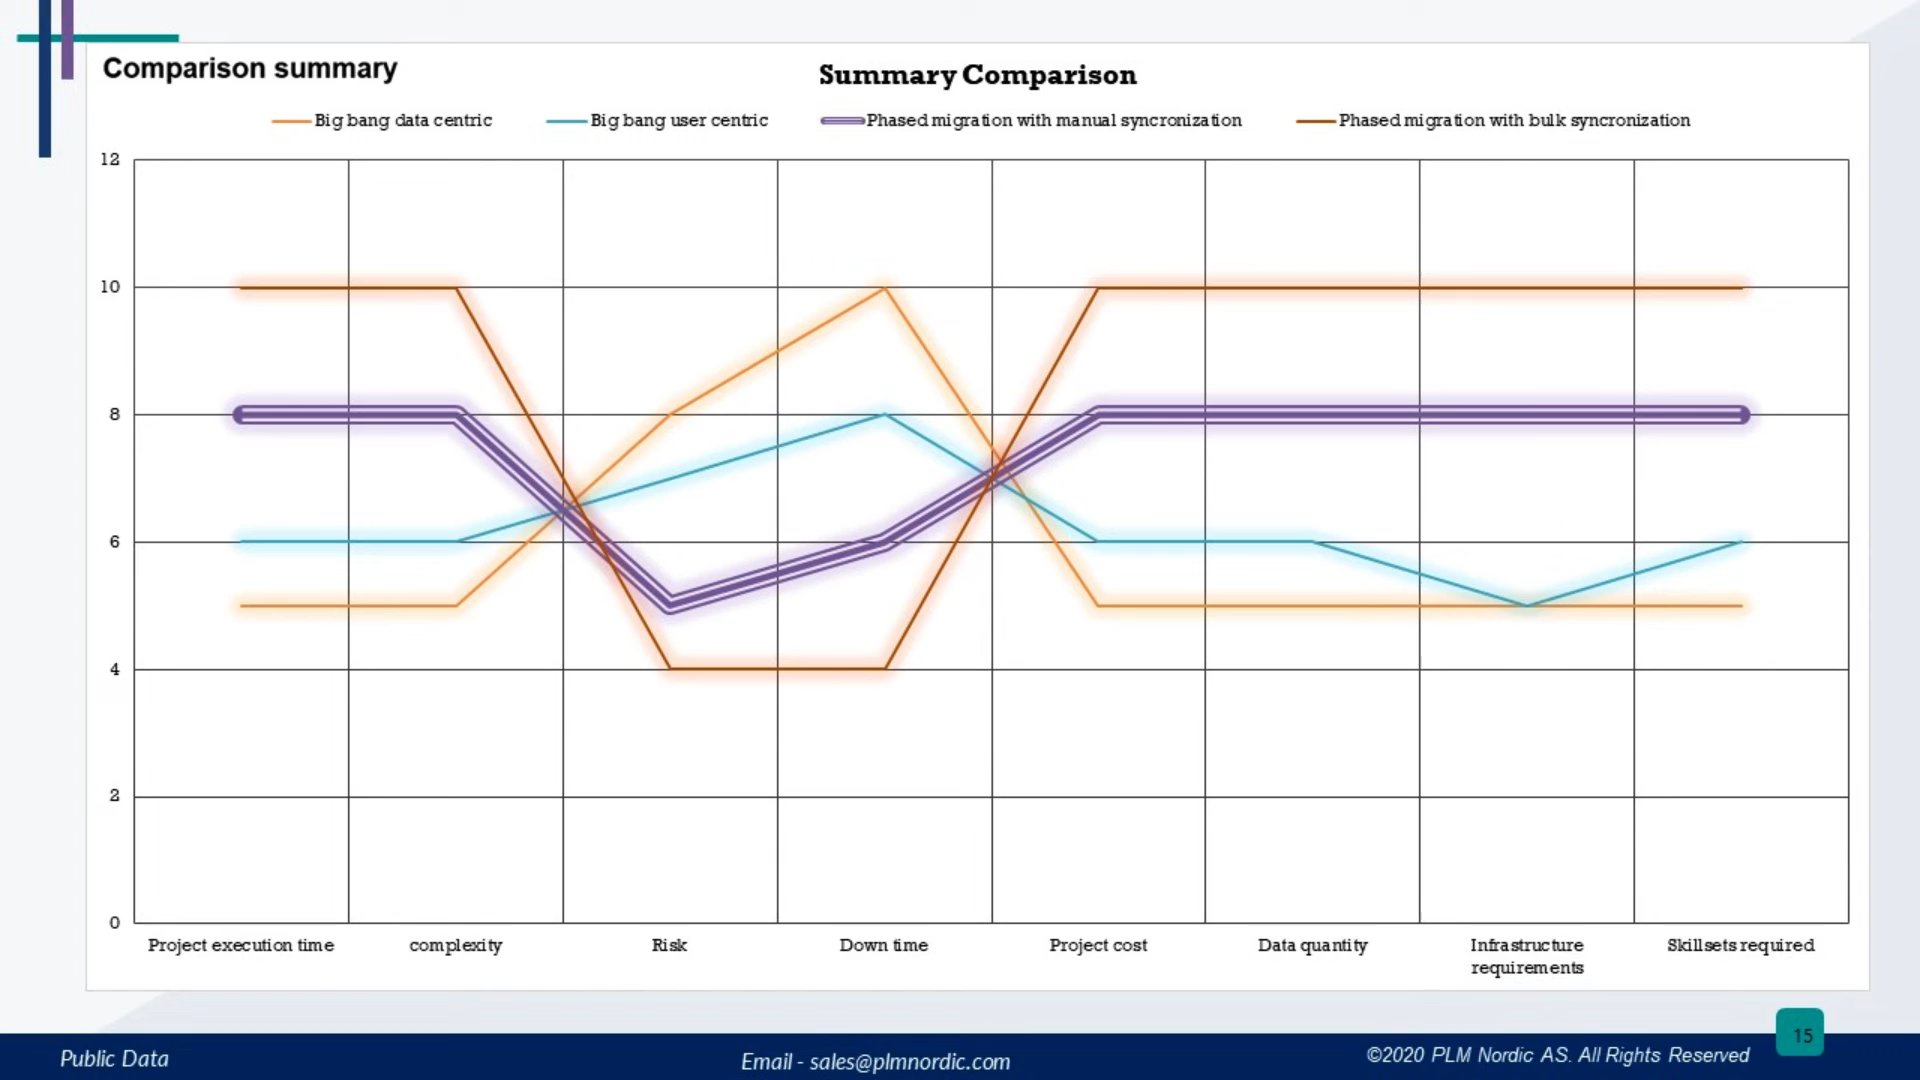 Comparison summary
Summary Comparison
Big bang data centric
Big bang user centric
Phased migration with manual syncronization
Phased migration with bulk syncronization
12
10
8
6
4
2
0
Project execution time
complexity
Risk
Down time
Project cost
Data quantity
Infrastructure
requirements
Skillsets required
15
Public Data
Email - sales@plmnordic.com
©2020 PLM Nordic AS. All Rights Reserved